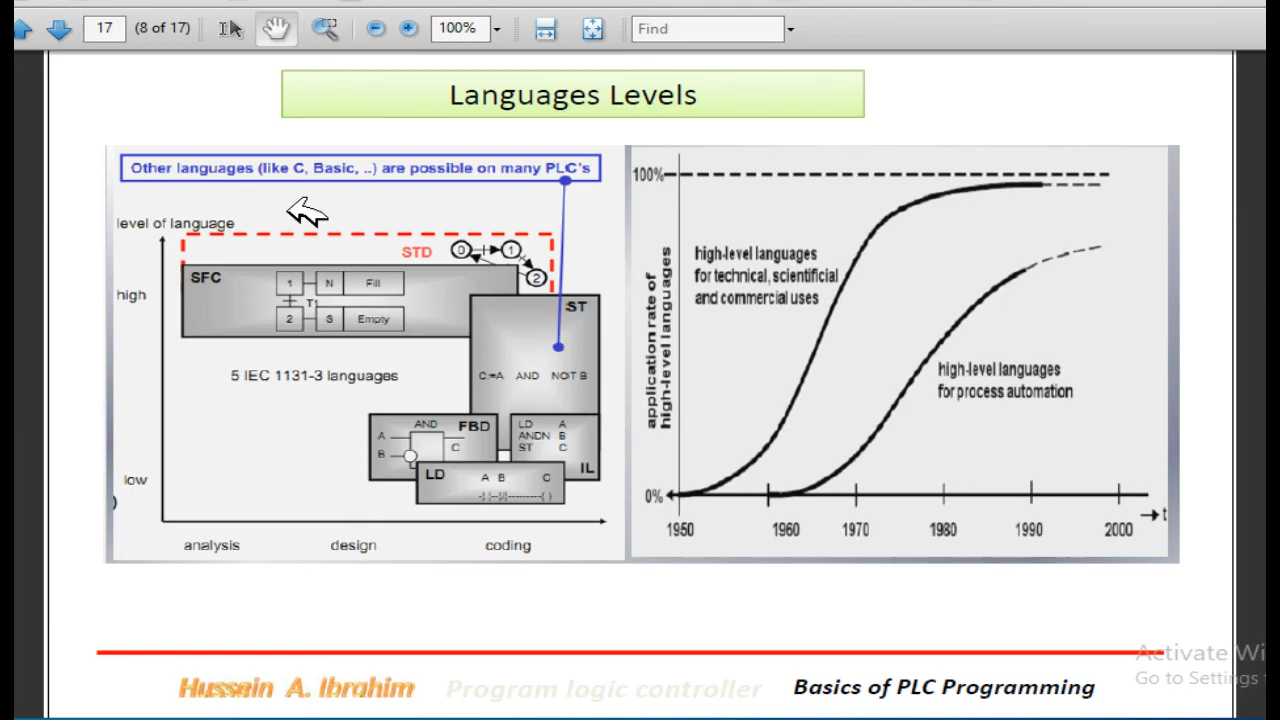 17 (8 of 17) 100% Find
Languages Levels
Other languages (like C, Basic, ..) are possible on many PLC's
level of language
STD
0 1
2
SFC
1 N Fill
T1
2 S Empty
high
ST
5 IEC 1131-3 languages
C:=A AND NOT B
AND FBD
A
B C
LD A
ANDN B
ST C
IL
LD A B C
-| |--|/|----------( )
low
)
analysis design coding
100%
application rate of
high-level languages
high-level languages
for technical, scientificial
and commercial uses
high-level languages
for process automation
0%
t
1950 1960 1970 1980 1990 2000
Activate Wi
Go to Settings
Hussein A. Ibrahim Program logic controller Basics of PLC Programming